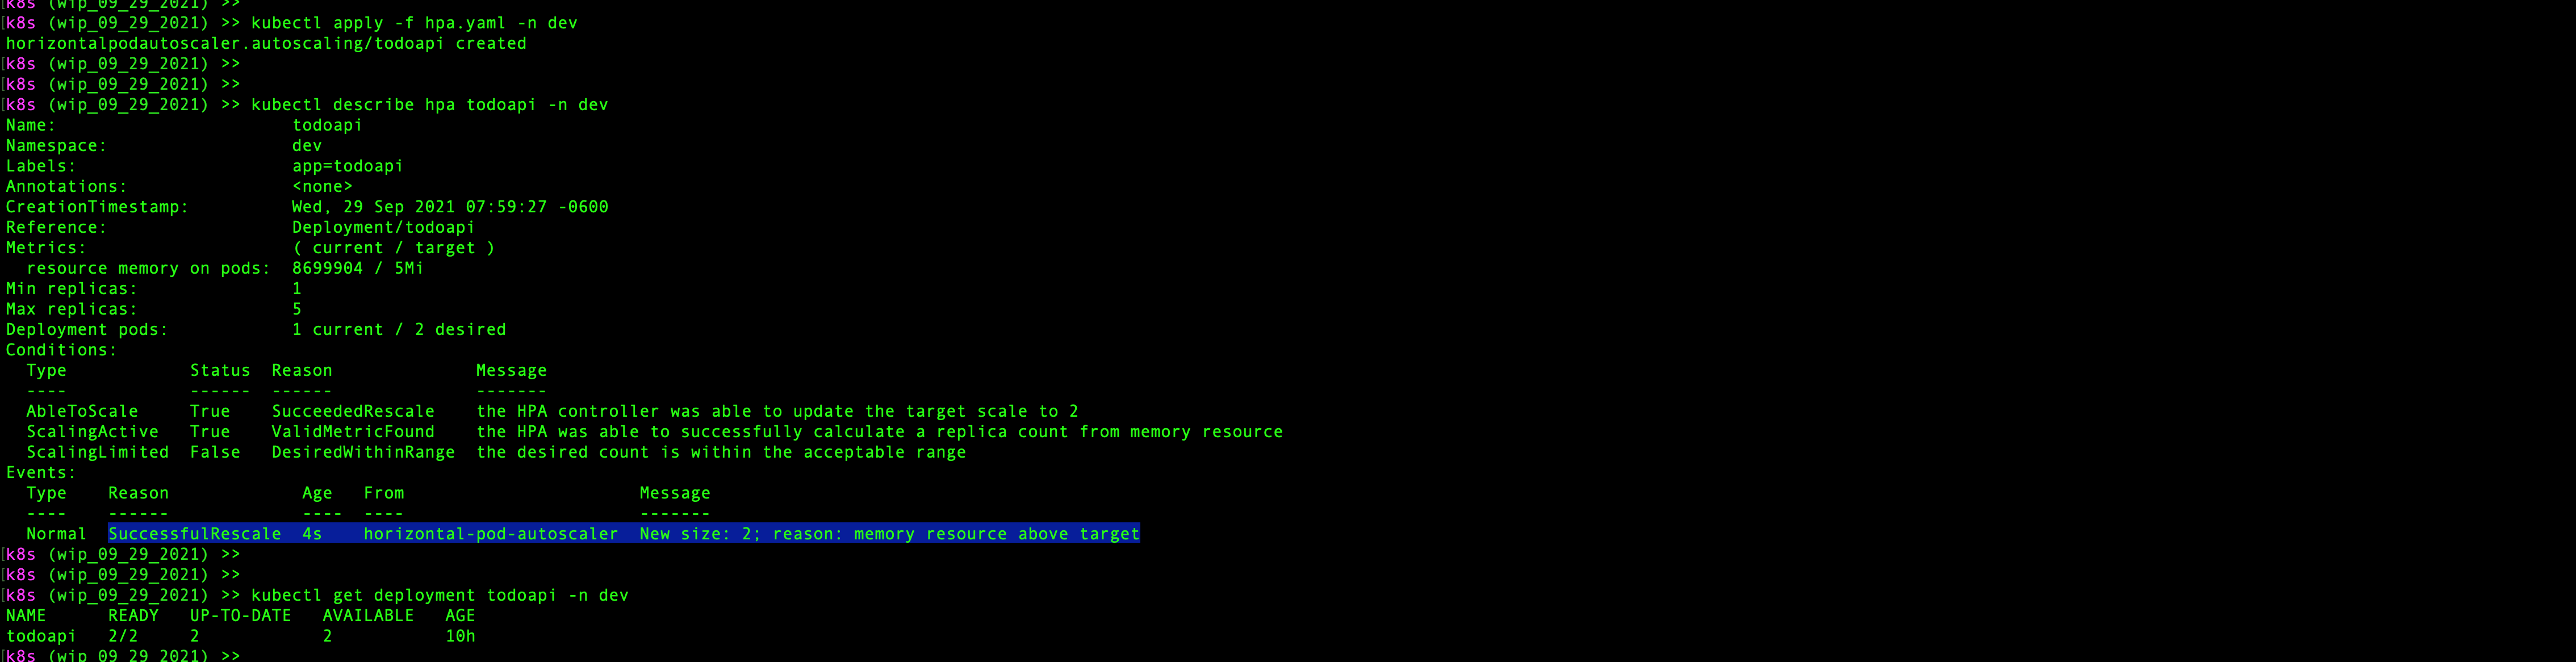 [k8s (wip_09_29_2021) >>
[k8s (wip_09_29_2021) >> kubectl apply -f hpa.yaml -n dev
horizontalpodautoscaler.autoscaling/todoapi created
[k8s (wip_09_29_2021) >>
[k8s (wip_09_29_2021) >>
[k8s (wip_09_29_2021) >> kubectl describe hpa todoapi -n dev
Name:                       todoapi
Namespace:                  dev
Labels:                     app=todoapi
Annotations:                <none>
CreationTimestamp:          Wed, 29 Sep 2021 07:59:27 -0600
Reference:                  Deployment/todoapi
Metrics:                    ( current / target )
  resource memory on pods:  8699904 / 5Mi
Min replicas:               1
Max replicas:               5
Deployment pods:            1 current / 2 desired
Conditions:
  Type            Status  Reason              Message
  ----            ------  ------              -------
  AbleToScale     True    SucceededRescale    the HPA controller was able to update the target scale to 2
  ScalingActive   True    ValidMetricFound    the HPA was able to successfully calculate a replica count from memory resource
  ScalingLimited  False   DesiredWithinRange  the desired count is within the acceptable range
Events:
  Type    Reason             Age   From                       Message
  ----    ------             ----  ----                       -------
  Normal  SuccessfulRescale  4s    horizontal-pod-autoscaler  New size: 2; reason: memory resource above target
[k8s (wip_09_29_2021) >>
[k8s (wip_09_29_2021) >>
[k8s (wip_09_29_2021) >> kubectl get deployment todoapi -n dev
NAME      READY   UP-TO-DATE   AVAILABLE   AGE
todoapi   2/2     2            2           10h
[k8s (wip_09_29_2021) >>